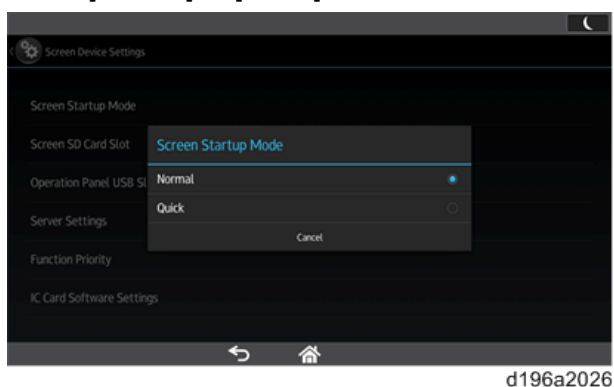 Screen Device Settings
Screen Startup Mode
Screen SD Card Slot
Screen Startup Mode
Operation Panel USB Sl
Normal
Quick
Server Settings
Cancel
Function Priority
IC Card Software Settings
d196a2026